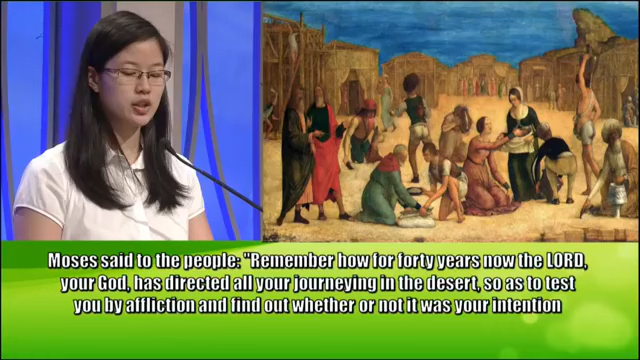 Moses said to the people: "Remember how for forty years now the LORD,
your God, has directed all your journeying in the desert, so as to test
you by affliction and find out whether or not it was your intention